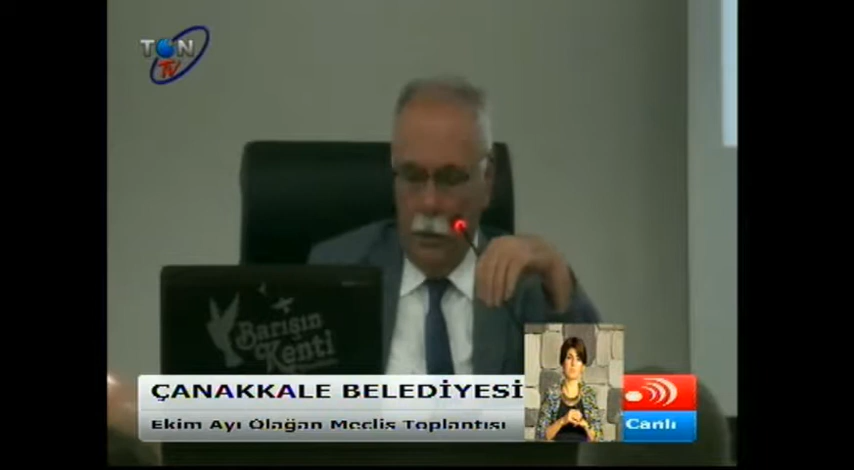 TON
TV
Barışın
Kenti
ÇANAKKALE BELEDİYESİ
Ekim Ayı Olağan Meclis Toplantısı
Canlı